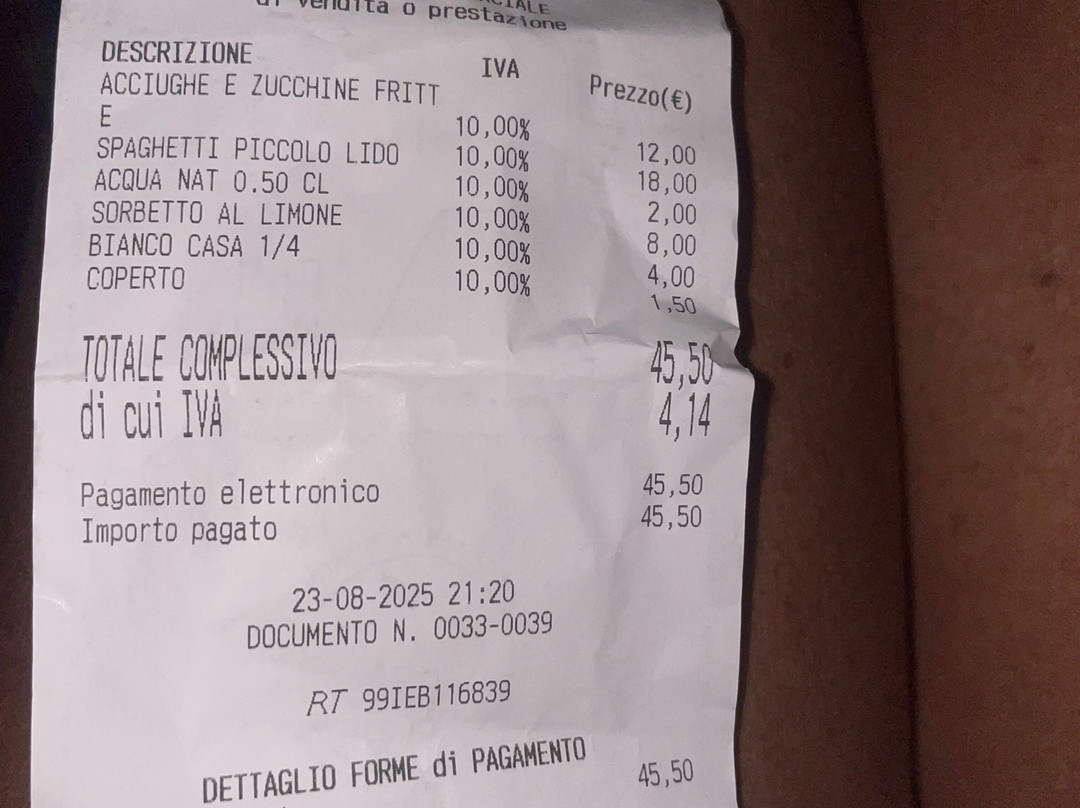 di vendita o prestazione
DESCRIZIONE IVA Prezzo(€)
ACCIUGHE E ZUCCHINE FRITT
E 10,00% 12,00
SPAGHETTI PICCOLO LIDO 10,00% 18,00
ACQUA NAT 0.50 CL 10,00% 2,00
SORBETTO AL LIMONE 10,00% 8,00
BIANCO CASA 1/4 10,00% 4,00
COPERTO 10,00% 1,50
TOTALE COMPLESSIVO 45,50
di cui IVA 4,14
Pagamento elettronico 45,50
Importo pagato 45,50
23-08-2025 21:20
DOCUMENTO N. 0033-0039
RT 99IEB116839
DETTAGLIO FORME di PAGAMENTO
45,50